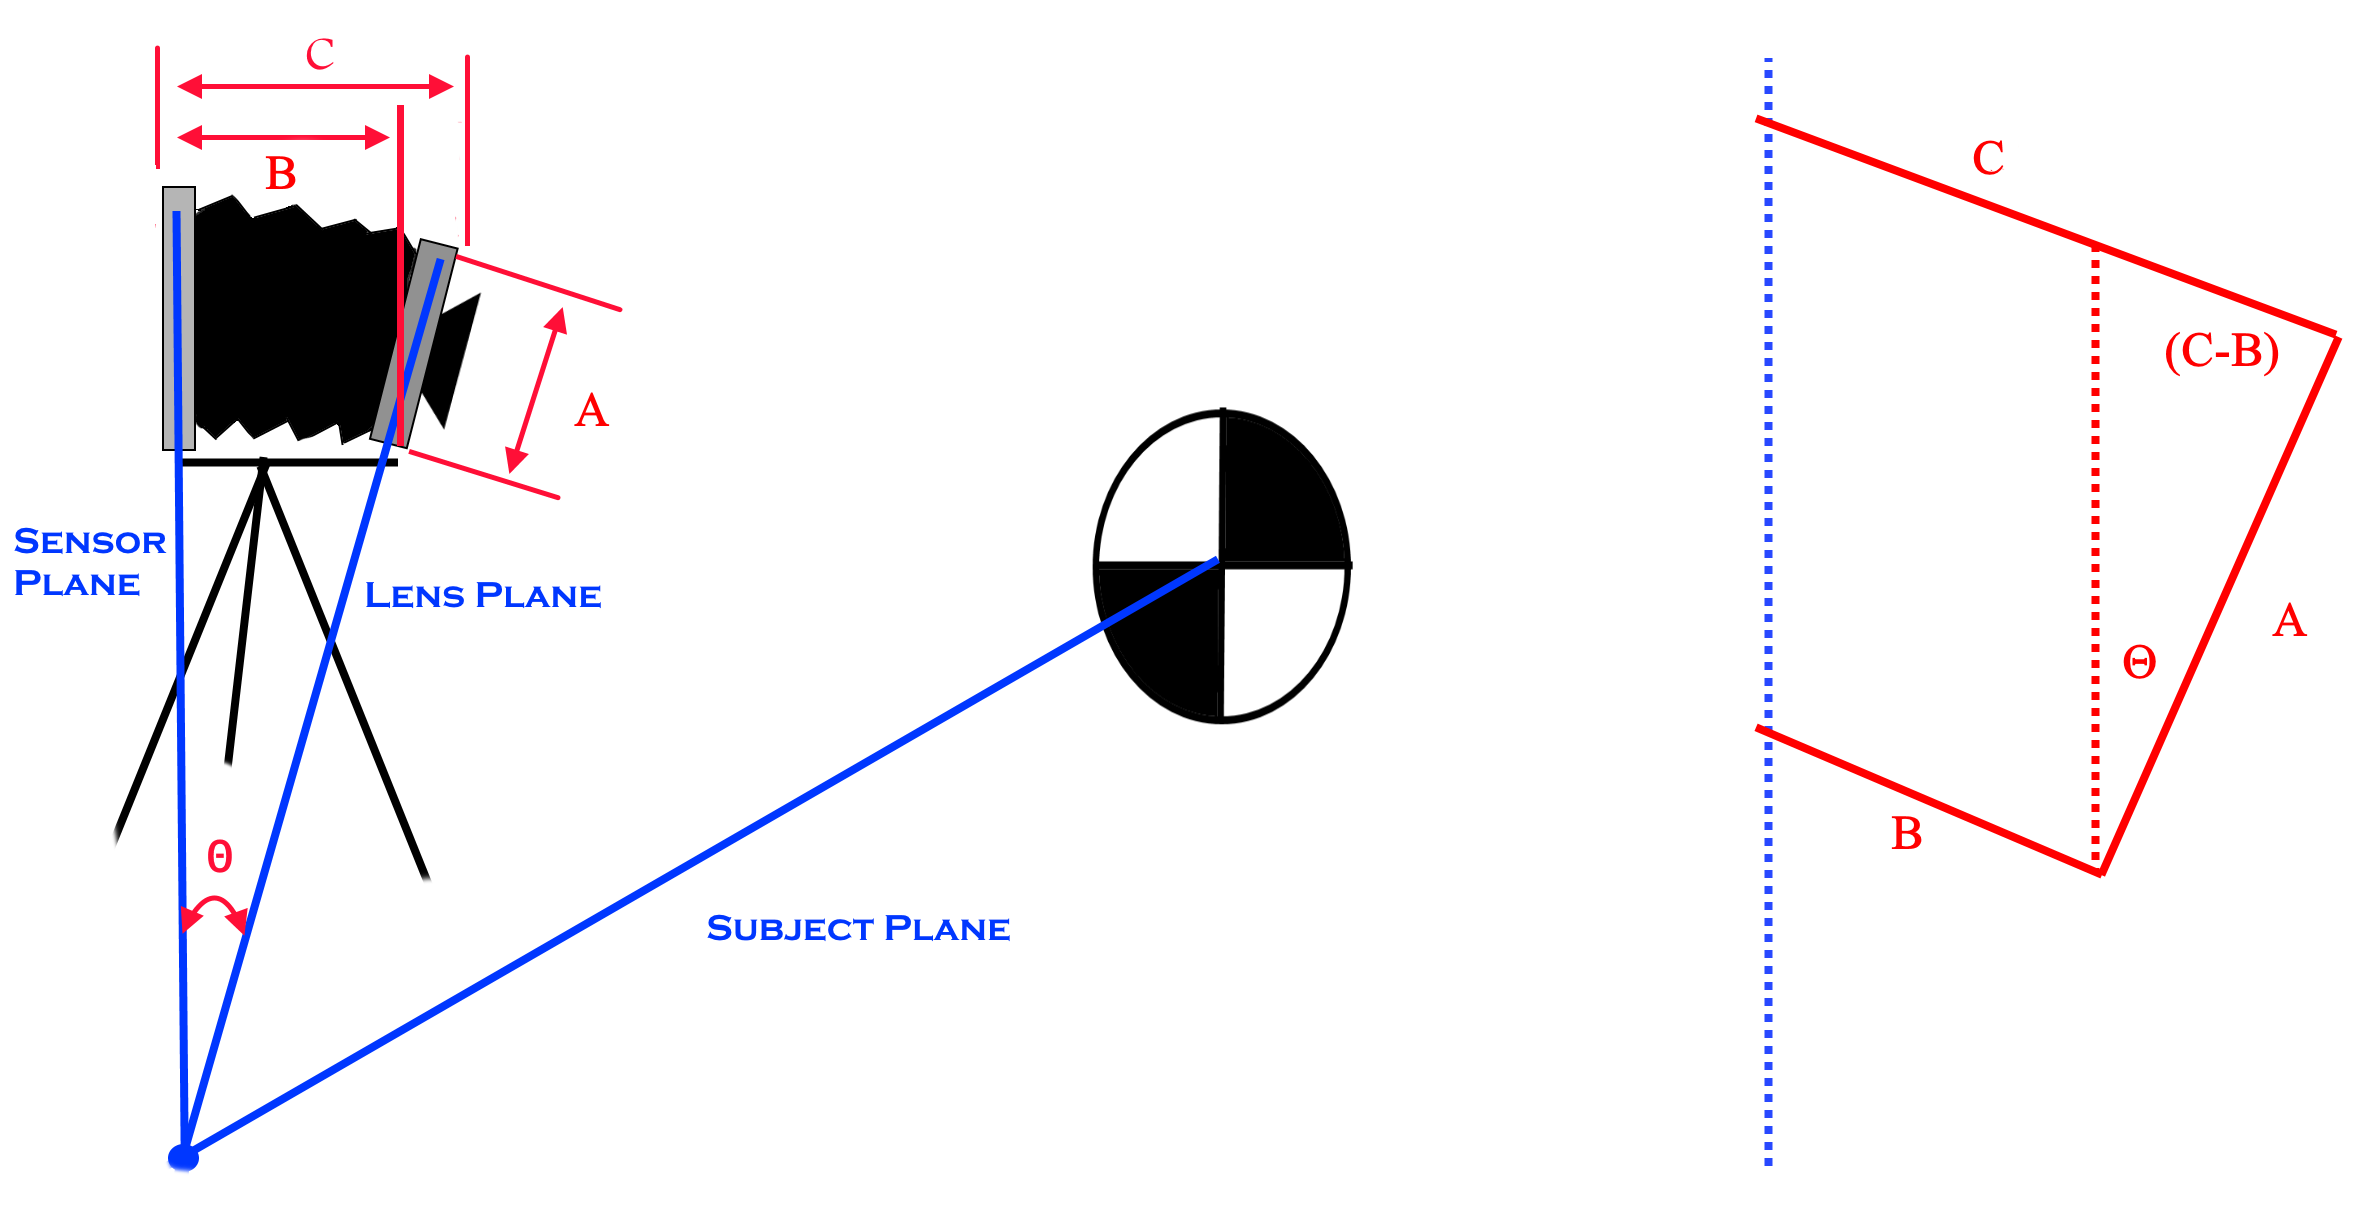 C
B
A
SENSOR
PLANE
LENS PLANE
Θ
SUBJECT PLANE
C
(C-B)
A
Θ
B